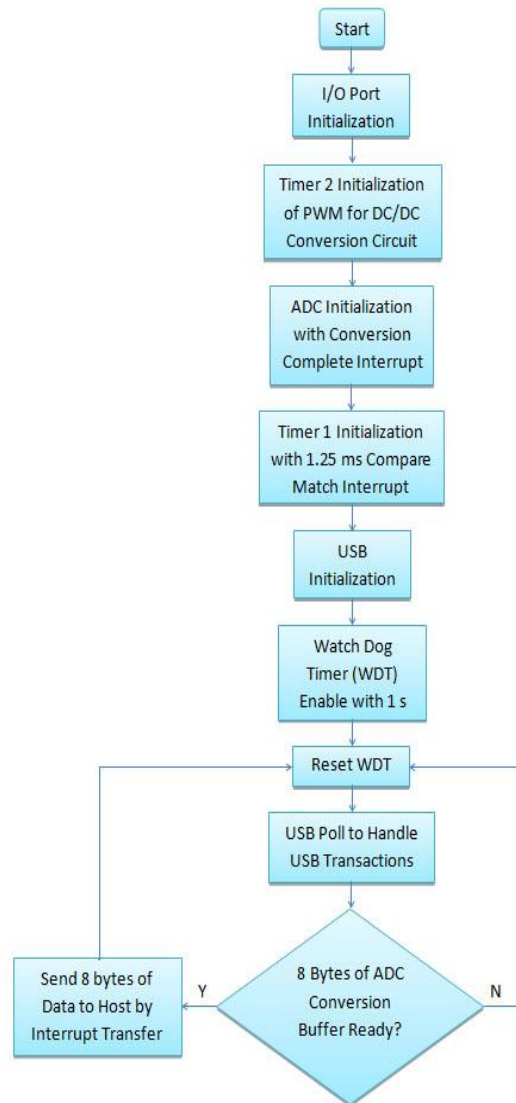 Start
I/O Port
Initialization
Timer 2 Initialization
of PWM for DC/DC
Conversion Circuit
ADC Initialization
with Conversion
Complete Interrupt
Timer 1 Initialization
with 1.25 ms Compare
Match Interrupt
USB
Initialization
Watch Dog
Timer (WDT)
Enable with 1 s
Reset WDT
USB Poll to Handle
USB Transactions
8 Bytes of ADC
Conversion
Buffer Ready?
Y
N
Send 8 bytes of
Data to Host by
Interrupt Transfer